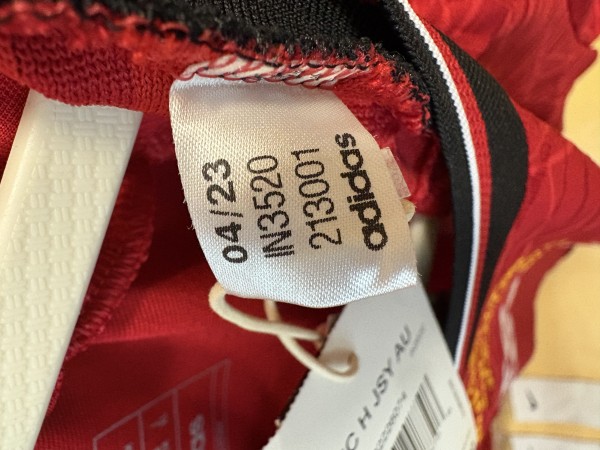 04/23
IN3520
213001
adidas
C H JSY AU